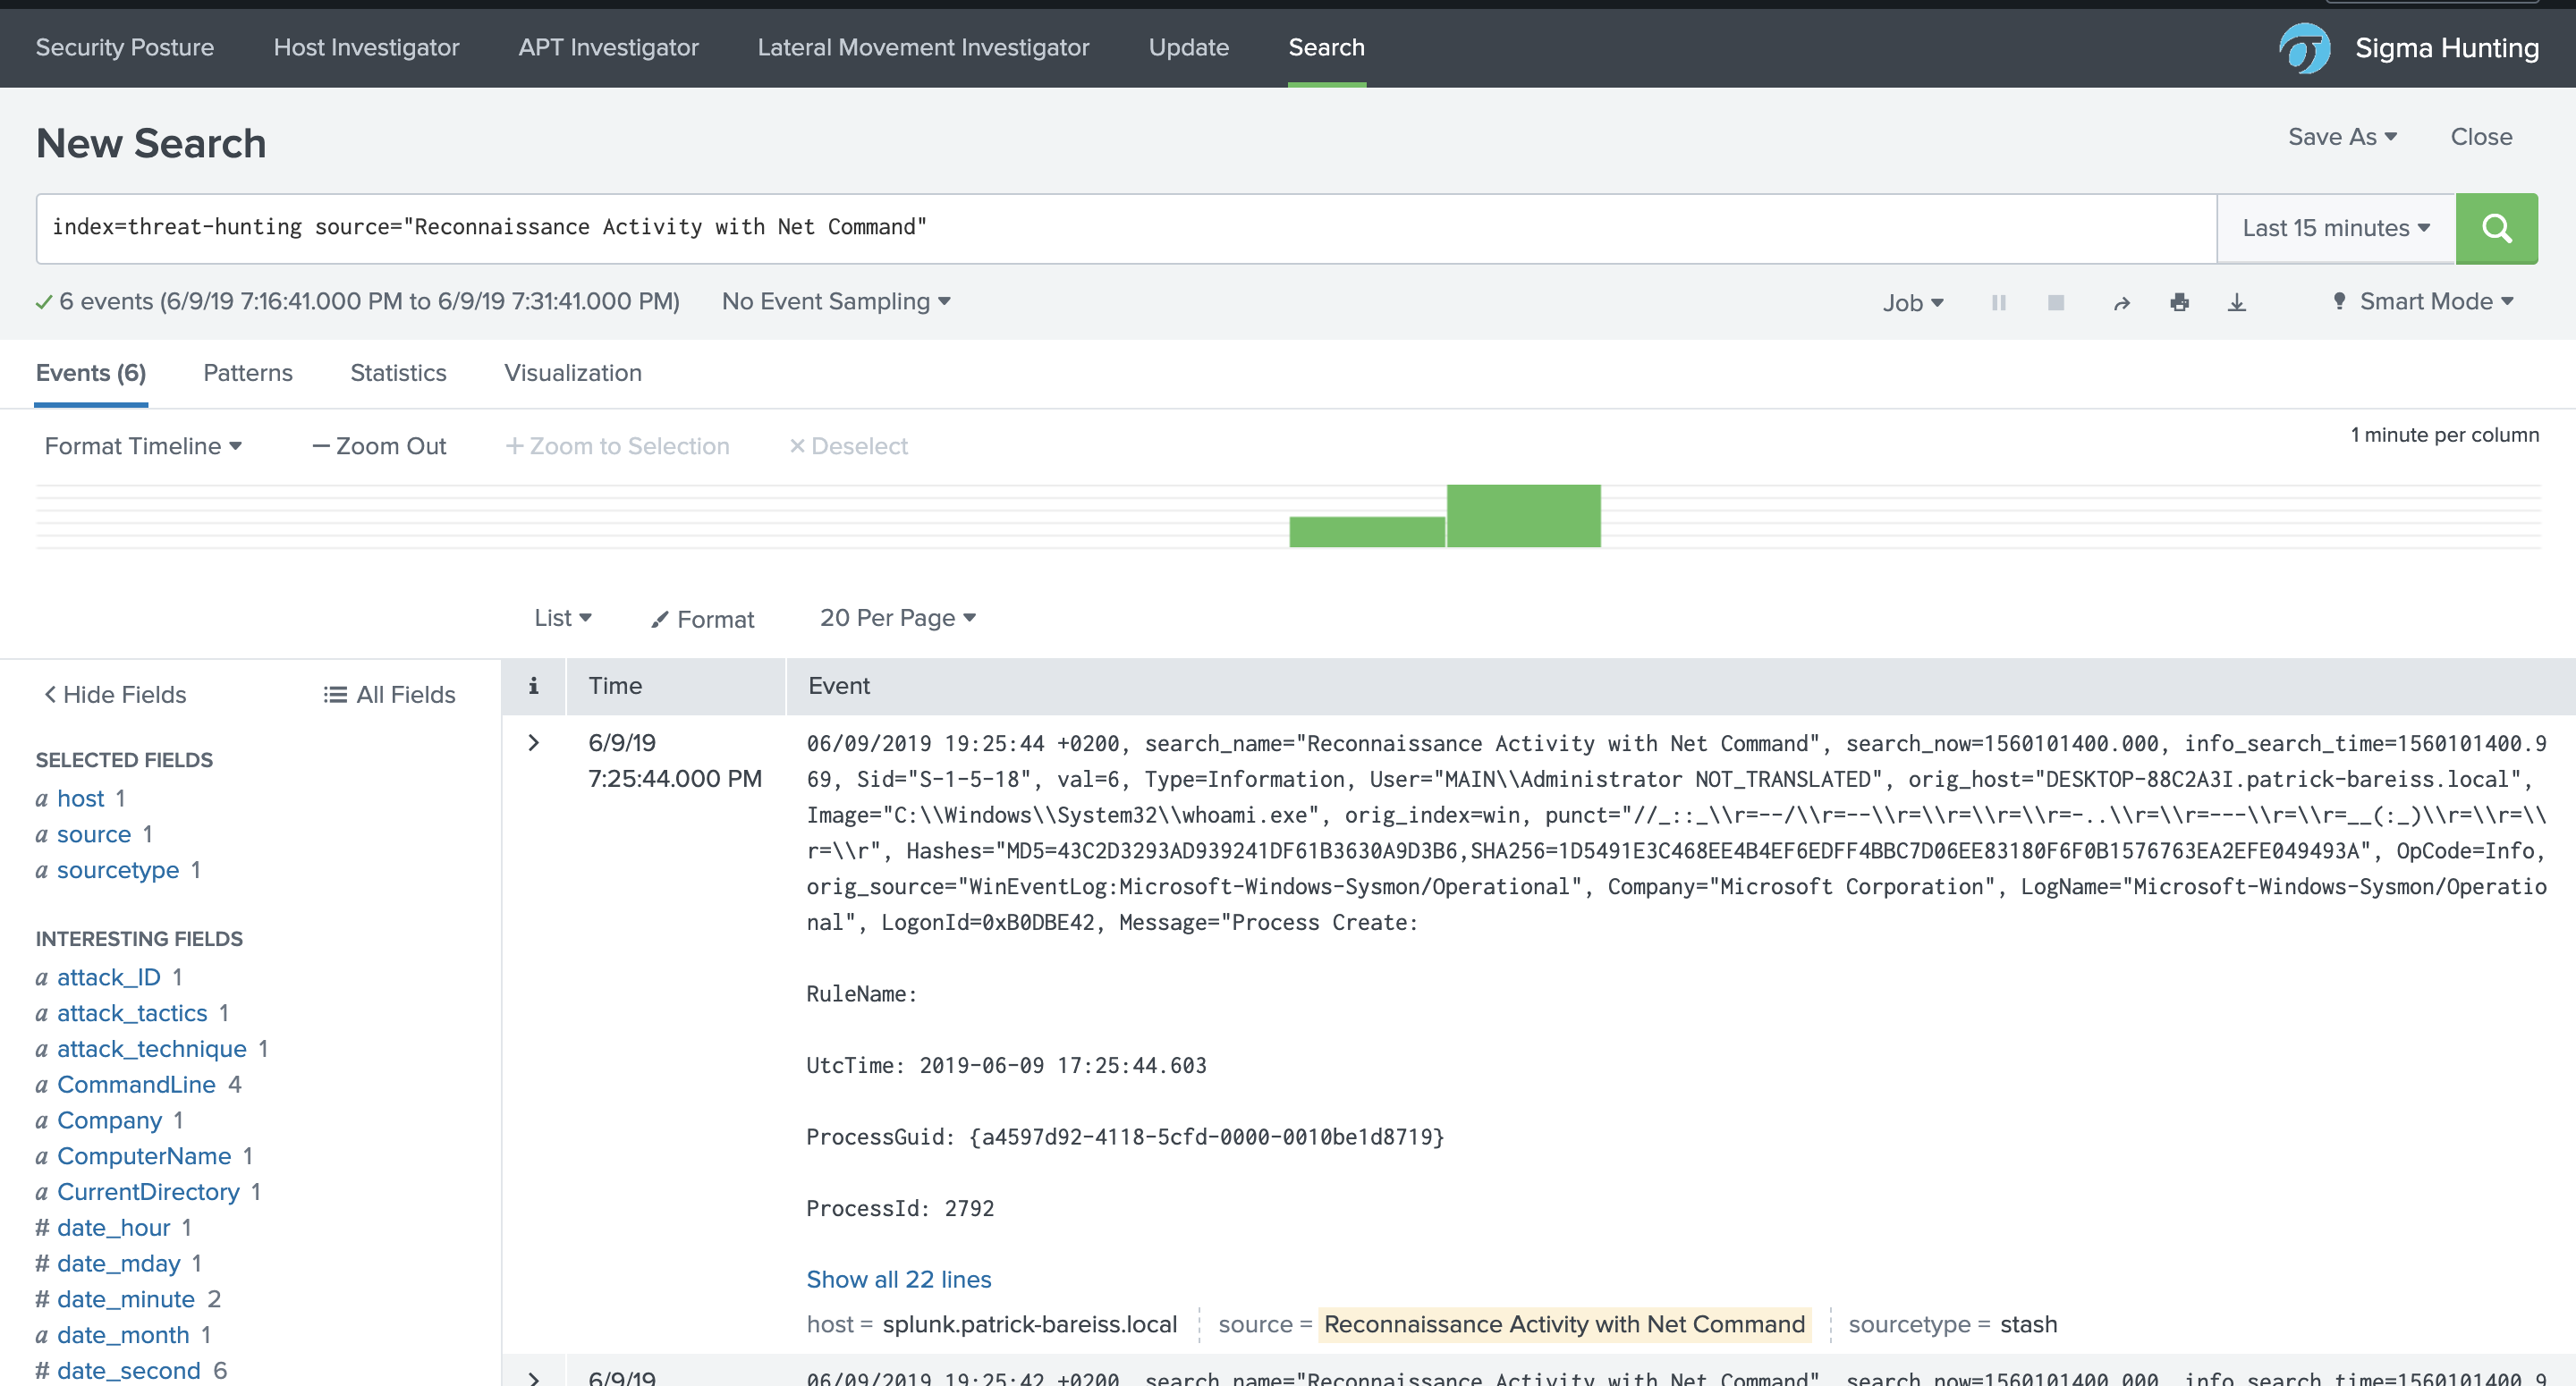 Security Posture Host Investigator APT Investigator Lateral Movement Investigator Update Search Sigma Hunting
New Search Save As Close
index=threat-hunting source="Reconnaissance Activity with Net Command" Last 15 minutes
6 events (6/9/19 7:16:41.000 PM to 6/9/19 7:31:41.000 PM) No Event Sampling Job Smart Mode
Events (6) Patterns Statistics Visualization
Format Timeline — Zoom Out + Zoom to Selection × Deselect 1 minute per column
List Format 20 Per Page
< Hide Fields All Fields
SELECTED FIELDS
a host 1
a source 1
a sourcetype 1
INTERESTING FIELDS
a attack_ID 1
a attack_tactics 1
a attack_technique 1
a CommandLine 4
a Company 1
a ComputerName 1
a CurrentDirectory 1
# date_hour 1
# date_mday 1
# date_minute 2
a date_month 1
# date_second 6
i Time Event
> 6/9/19
7:25:44.000 PM
06/09/2019 19:25:44 +0200, search_name="Reconnaissance Activity with Net Command", search_now=1560101400.000, info_search_time=1560101400.9
69, Sid="S-1-5-18", val=6, Type=Information, User="MAIN\\Administrator NOT_TRANSLATED", orig_host="DESKTOP-88C2A3I.patrick-bareiss.local",
Image="C:\\Windows\\System32\\whoami.exe", orig_index=win, punct="//_::_\\r=--/\\r=--\\r=\\r=\\r=\\r=-..\\r=\\r=---\\r=\\r=__(:_)\\r=\\r=\\
r=\\r", Hashes="MD5=43C2D3293AD939241DF61B3630A9D3B6,SHA256=1D5491E3C468EE4B4EF6EDFF4BBC7D06EE83180F6F0B1576763EA2EFE049493A", OpCode=Info,
orig_source="WinEventLog:Microsoft-Windows-Sysmon/Operational", Company="Microsoft Corporation", LogName="Microsoft-Windows-Sysmon/Operatio
nal", LogonId=0xB0DBE42, Message="Process Create:
RuleName:
UtcTime: 2019-06-09 17:25:44.603
ProcessGuid: {a4597d92-4118-5cfd-0000-0010be1d8719}
ProcessId: 2792
Show all 22 lines
host = splunk.patrick-bareiss.local source = Reconnaissance Activity with Net Command sourcetype = stash
> 6/9/19 06/09/2019 19:25:42 +0200, search_name="Reconnaissance Activity with Net Command", search_now=1560101400.000, info_search_time=1560101400.9